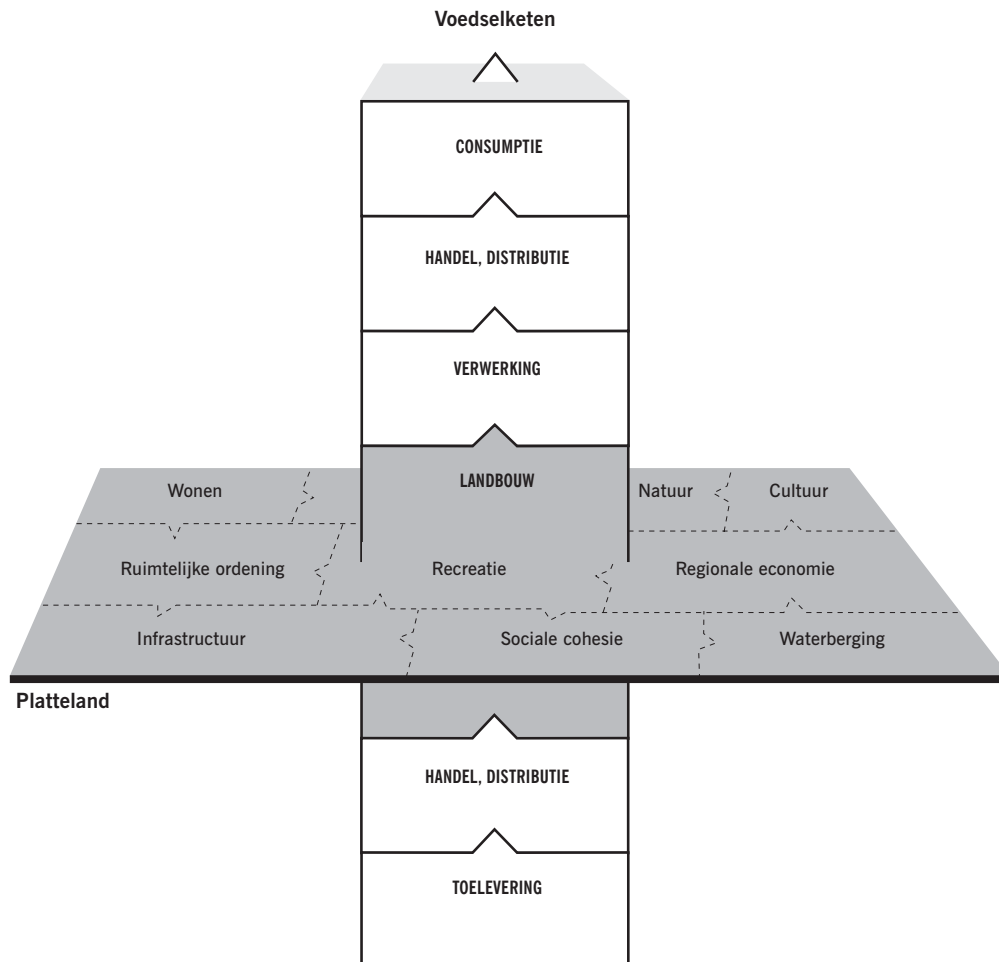 Voedselketen
CONSUMPTIE
HANDEL, DISTRIBUTIE
VERWERKING
LANDBOUW
Wonen
Natuur
Cultuur
Ruimtelijke ordening
Recreatie
Regionale economie
Infrastructuur
Sociale cohesie
Waterberging
Platteland
HANDEL, DISTRIBUTIE
TOELEVERING